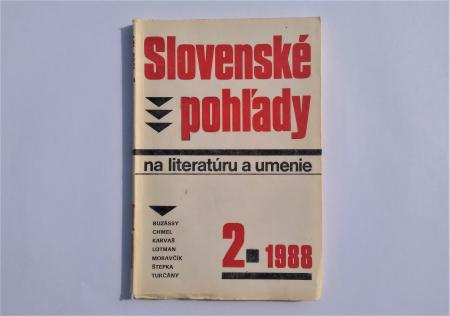 Slovenské
pohľady
na literatúru a umenie
BUZÁSSY
CHMEL
KARVAŠ
LOTMAN
MORAVČÍK
ŠTEPKA
TURČÁNY
2 1988